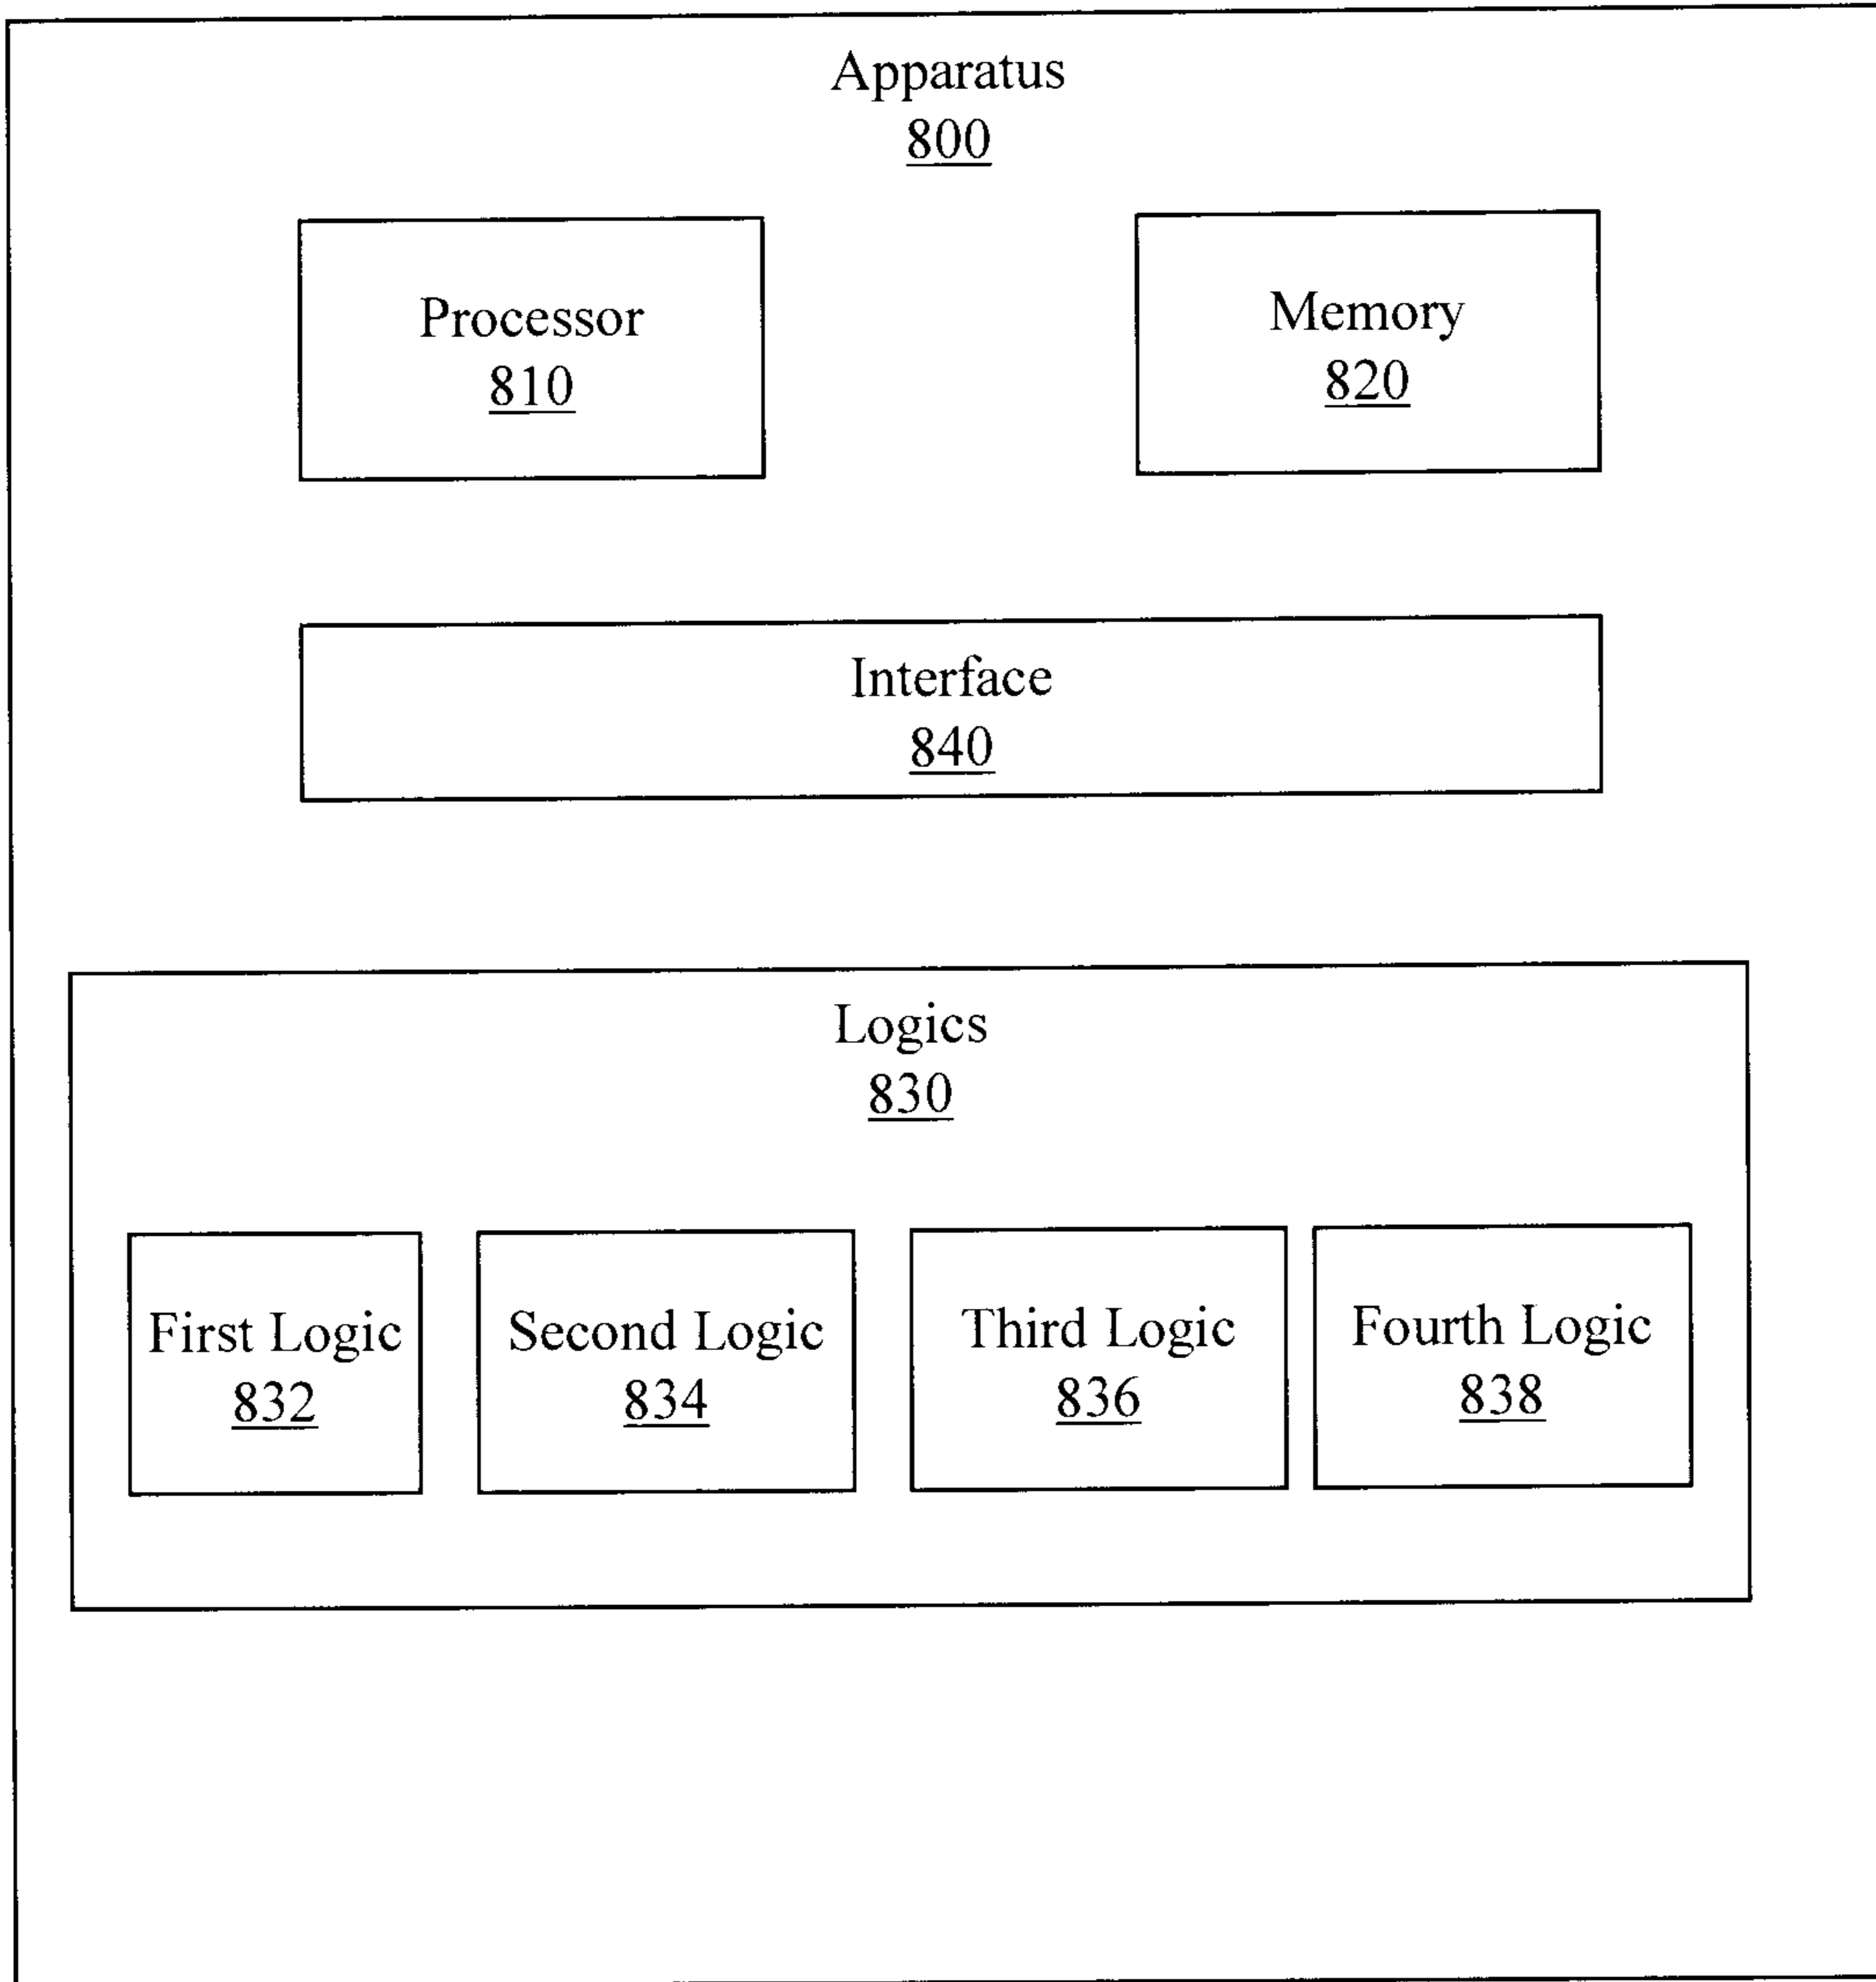 Apparatus
800
Processor
810
Memory
820
Interface
840
Logics
830
First Logic
832
Second Logic
834
Third Logic
836
Fourth Logic
838